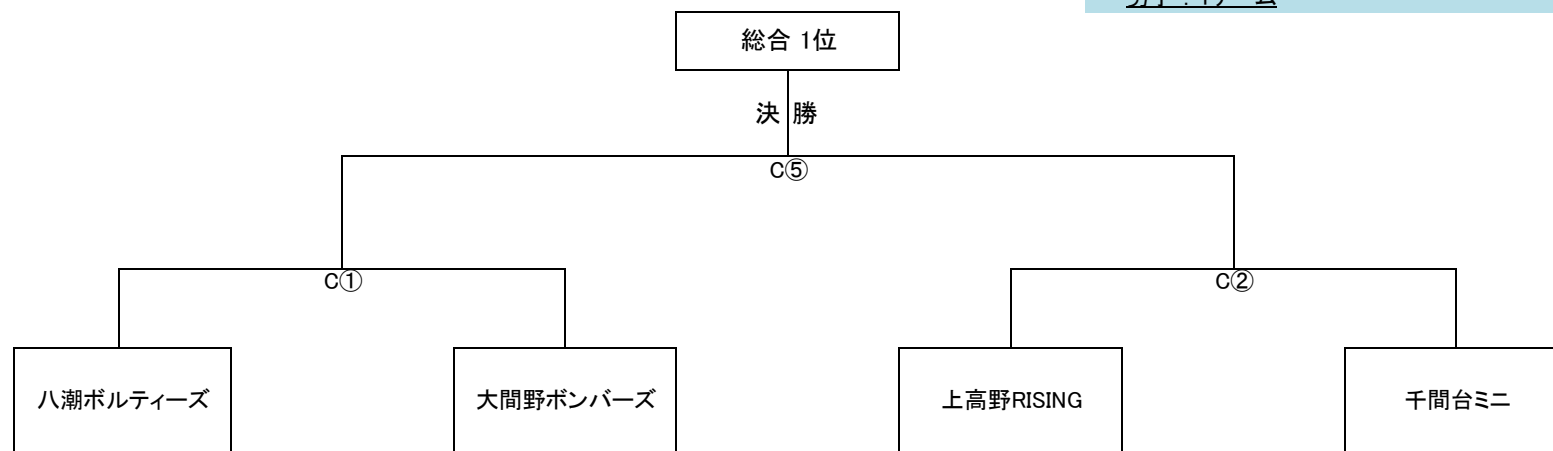 総合 1位
決 勝
C⑤
C①
C②
八潮ボルティーズ
大間野ボンバーズ
上高野RISING
千間台ミニ